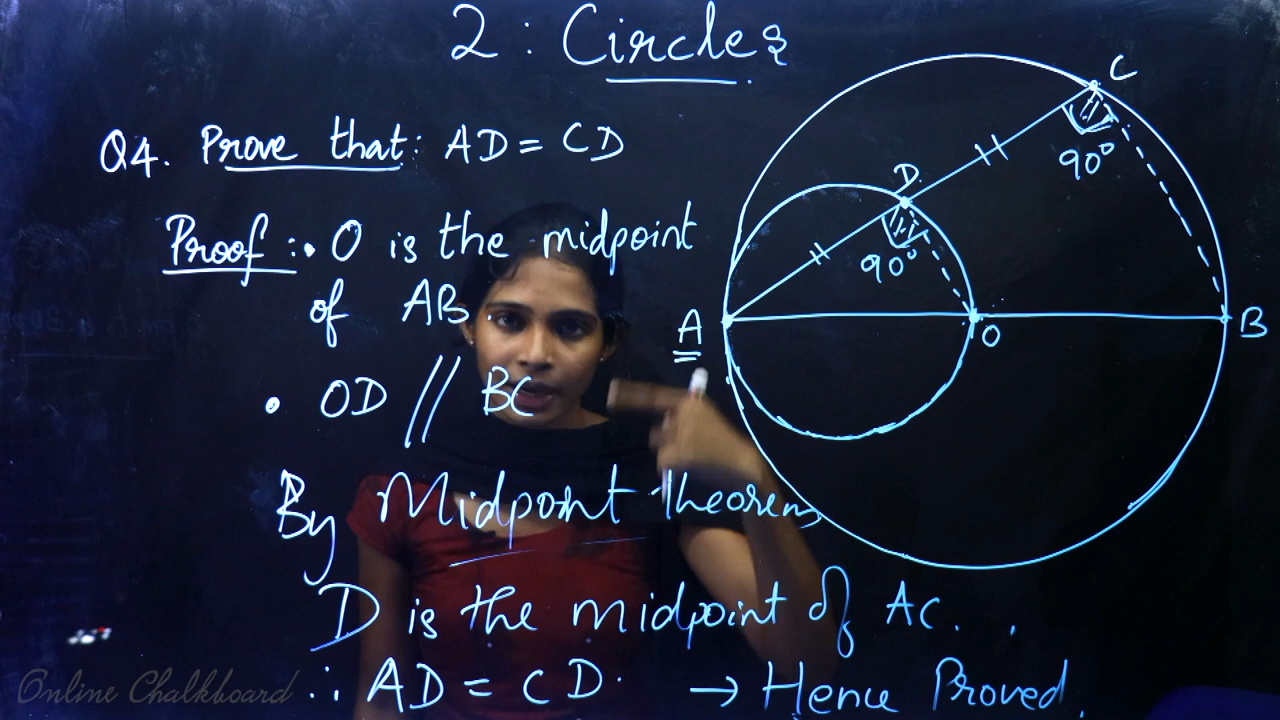 2 : Circles
Q4. Prove that: AD = CD
Proof : • O is the midpoint
of AB.
• OD // BC
By Midpoint theorem
D is the midpoint of AC.
∴ AD = CD. → Hence Proved.
C
90°
D
90°
A
O
B
Online Chalkboard